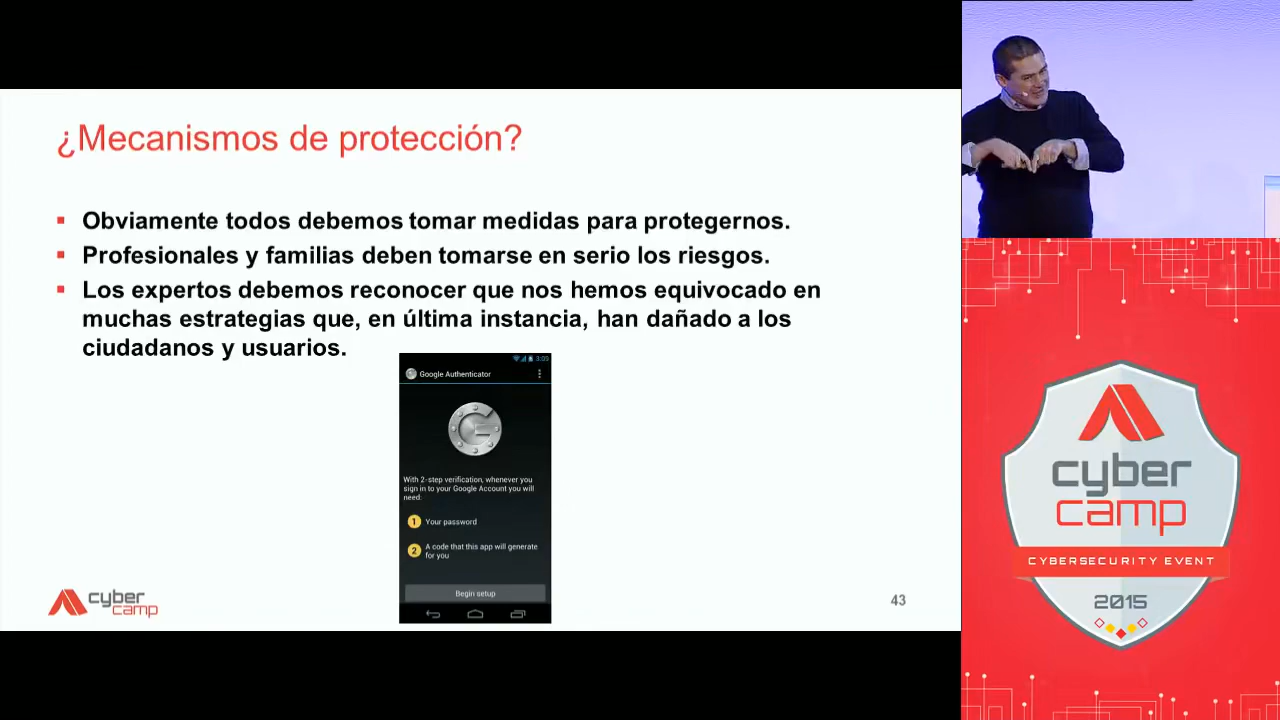 ¿Mecanismos de protección?
Obviamente todos debemos tomar medidas para protegernos.
Profesionales y familias deben tomarse en serio los riesgos.
Los expertos debemos reconocer que nos hemos equivocado en
muchas estrategias que, en última instancia, han dañado a los
ciudadanos y usuarios.
3:09
Google Authenticator
With 2-step verification, whenever you
sign in to your Google Account you will
need:
1 Your password
2 A code that this app will generate
for you
Begin setup
cyber
camp
43
cyber
camp
CYBERSECURITY EVENT
2015